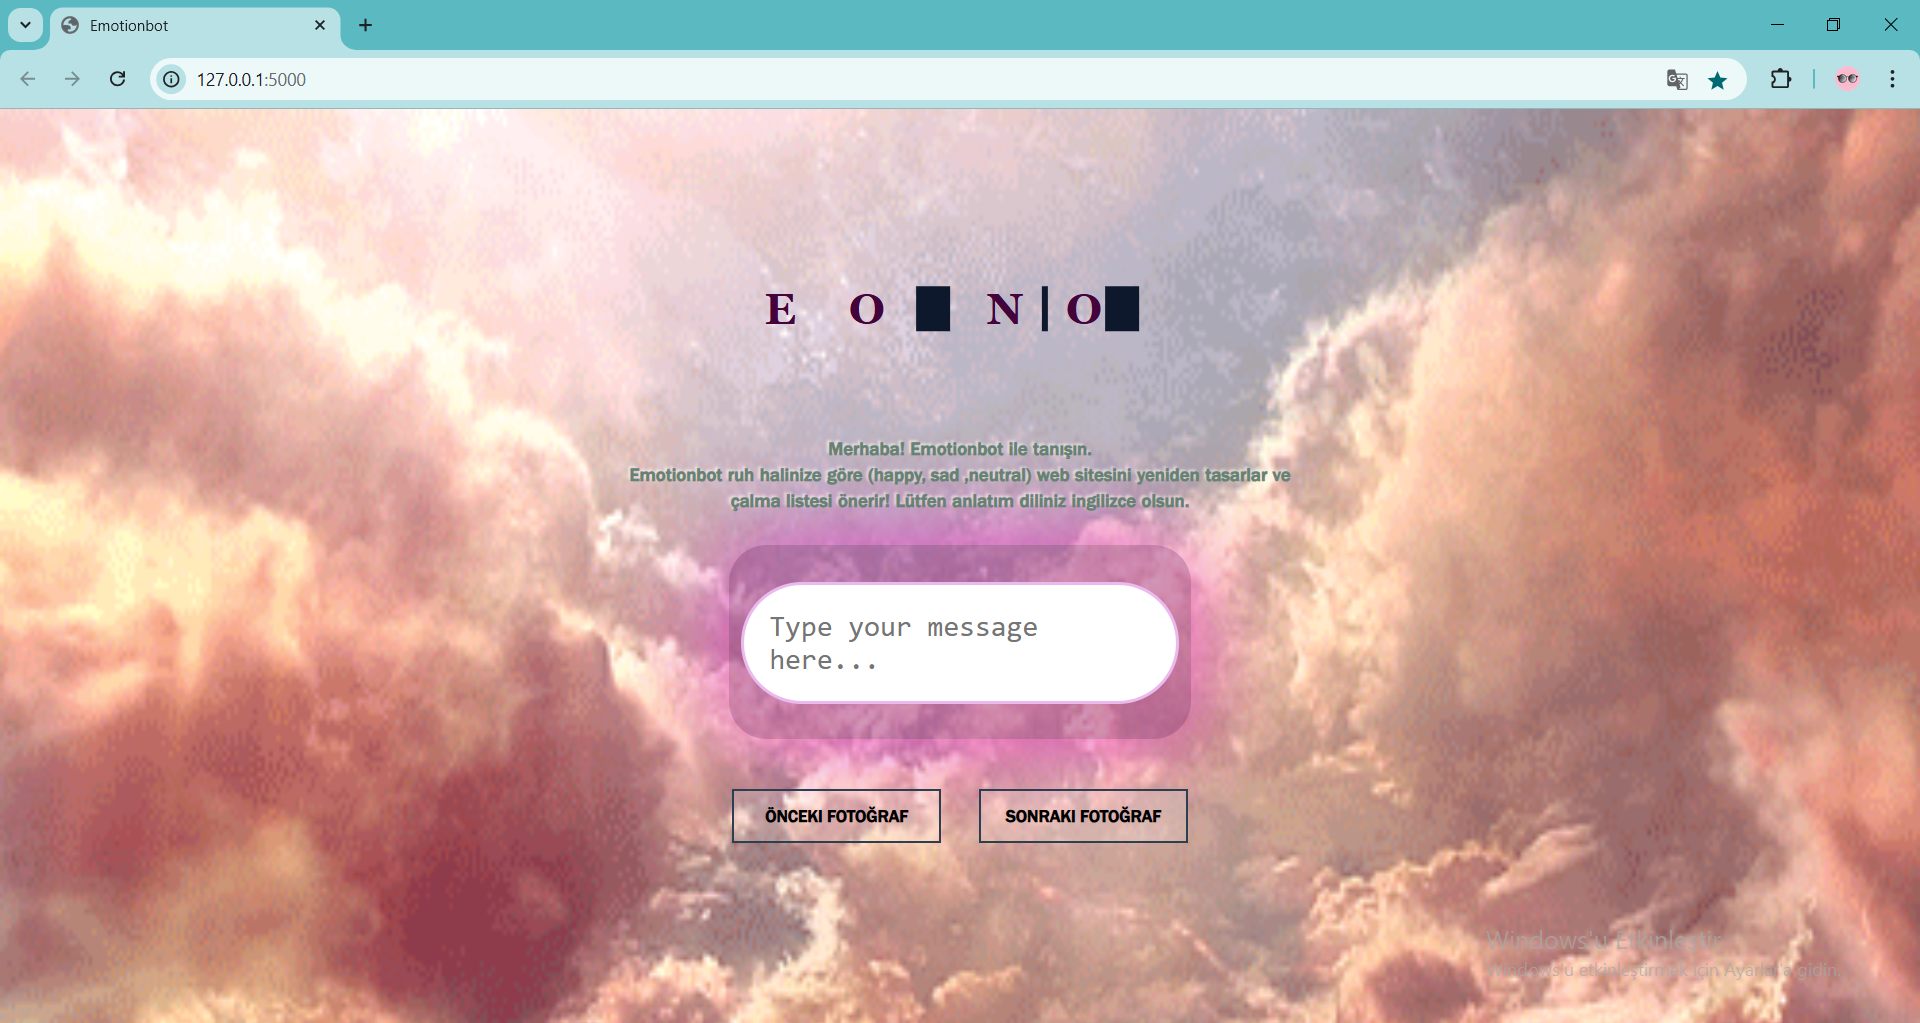 Emotionbot
127.0.0.1:5000
E O N O
Merhaba! Emotionbot ile tanışın.
Emotionbot ruh halinize göre (happy, sad ,neutral) web sitesini yeniden tasarlar ve
çalma listesi önerir! Lütfen anlatım diliniz ingilizce olsun.
Type your message
here...
ÖNCEKI FOTOĞRAF
SONRAKI FOTOĞRAF
Windows'u Etkinleştir
Windows'u etkinleştirmek için Ayarlar'a gidin.